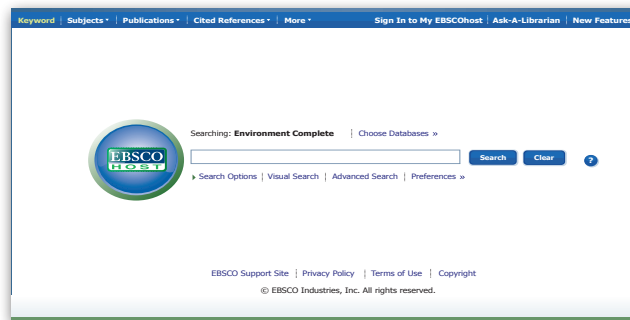 Keyword | Subjects | Publications | Cited References | More Sign In to My EBSCOhost | Ask-A-Librarian | New Features
Searching: Environment Complete | Choose Databases »
EBSCO
HOST
Search Clear ?
Search Options | Visual Search | Advanced Search | Preferences »
EBSCO Support Site | Privacy Policy | Terms of Use | Copyright
© EBSCO Industries, Inc. All rights reserved.